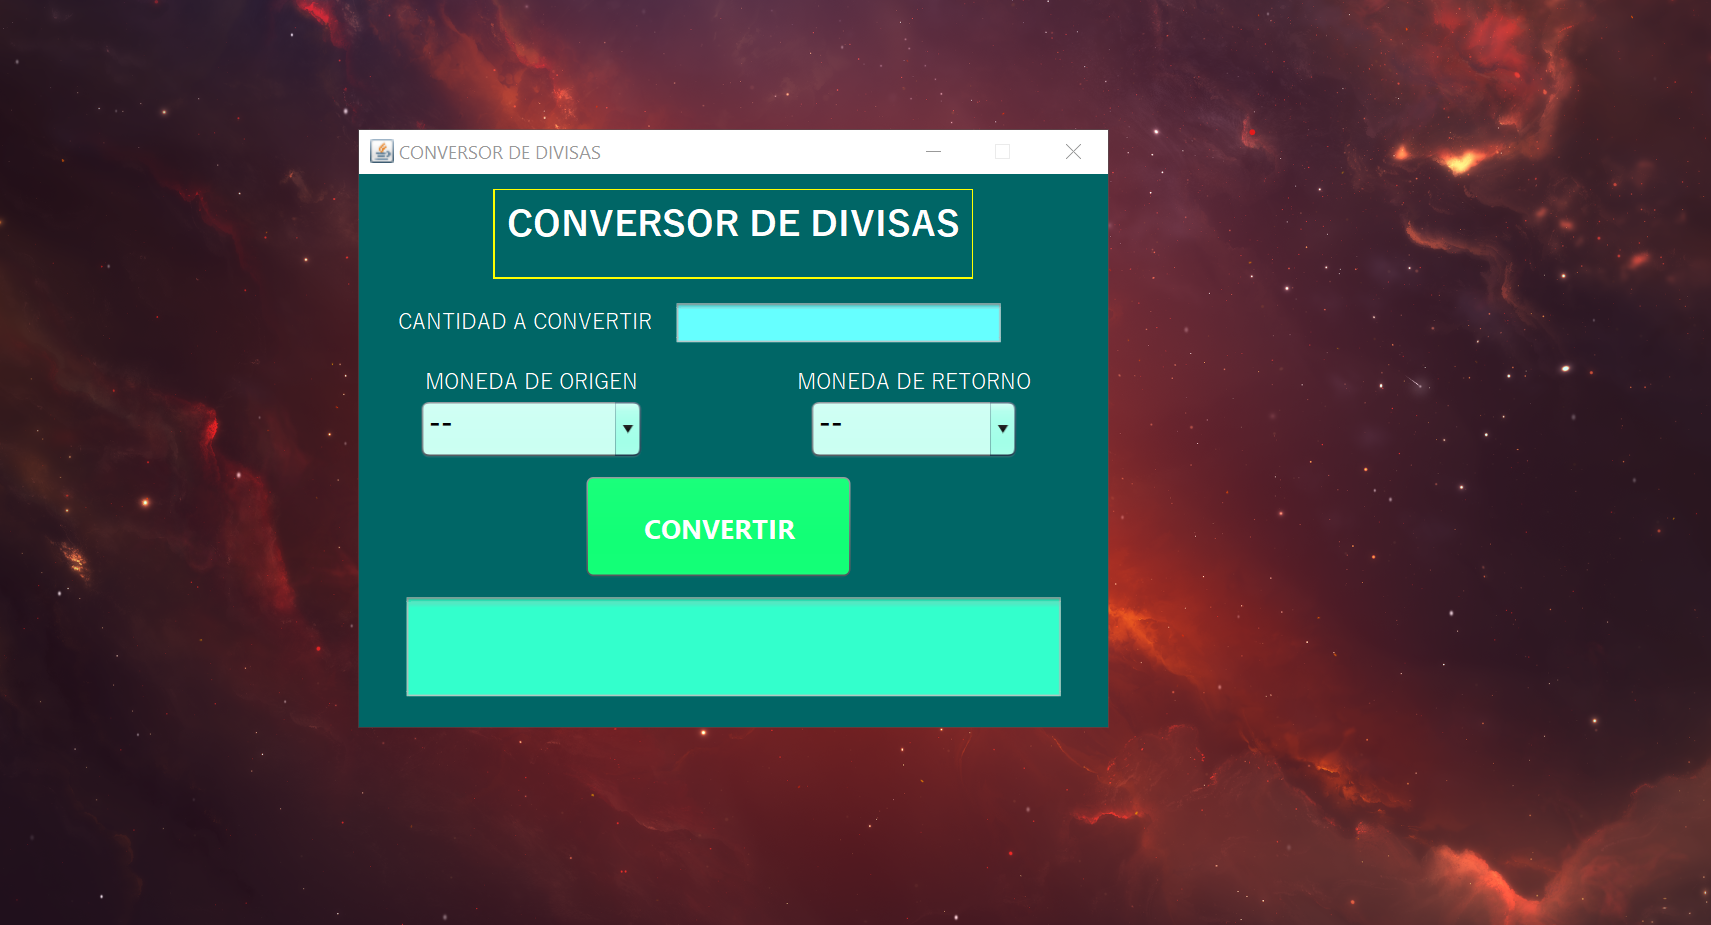 CONVERSOR DE DIVISAS
CONVERSOR DE DIVISAS
CANTIDAD A CONVERTIR
MONEDA DE ORIGEN
MONEDA DE RETORNO
--
--
CONVERTIR